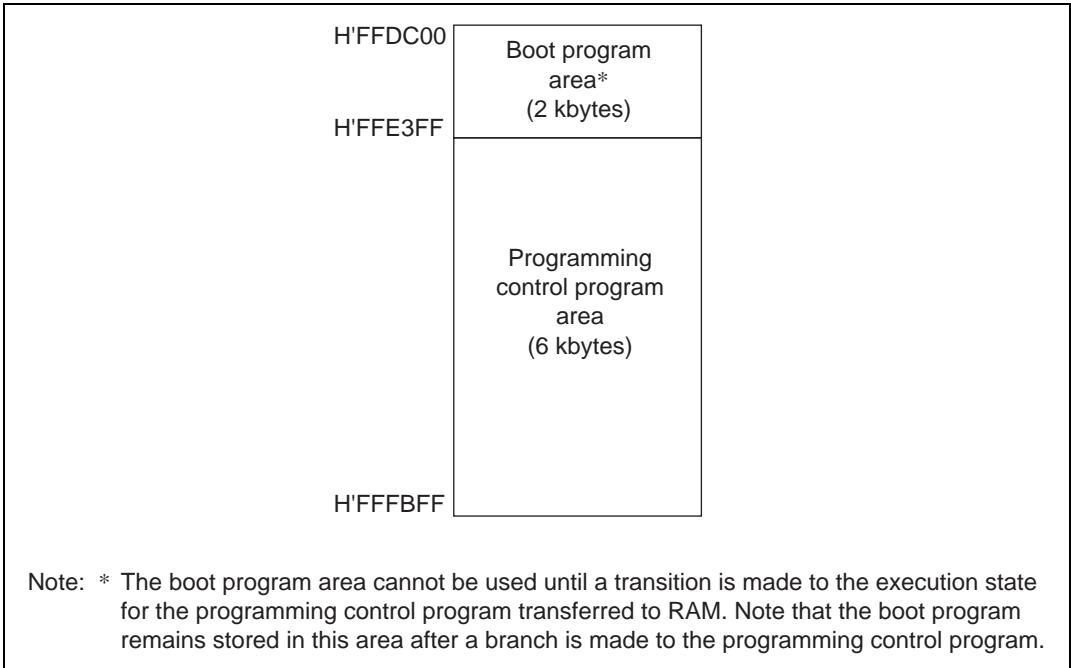 H'FFDC00
Boot program
area*
(2 kbytes)
H'FFE3FF
Programming
control program
area
(6 kbytes)
H'FFFBFF
Note: * The boot program area cannot be used until a transition is made to the execution state
for the programming control program transferred to RAM. Note that the boot program
remains stored in this area after a branch is made to the programming control program.